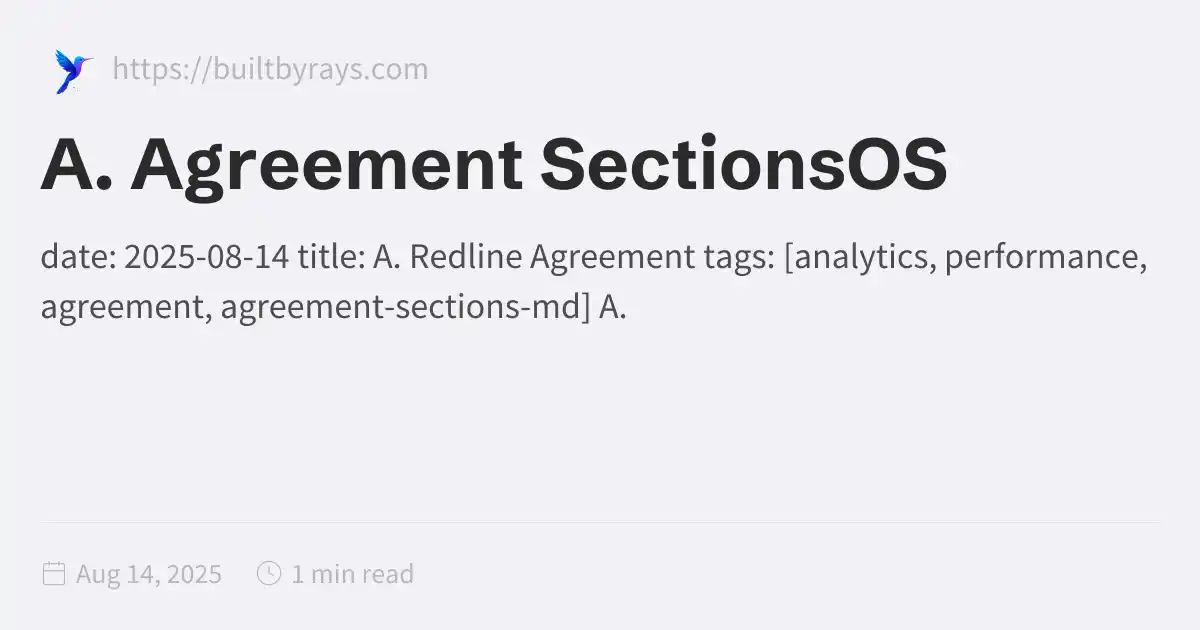 https://builtbyrays.com
A. Agreement SectionsOS
date: 2025-08-14 title: A. Redline Agreement tags: [analytics, performance,
agreement, agreement-sections-md] A.
Aug 14, 2025 1 min read